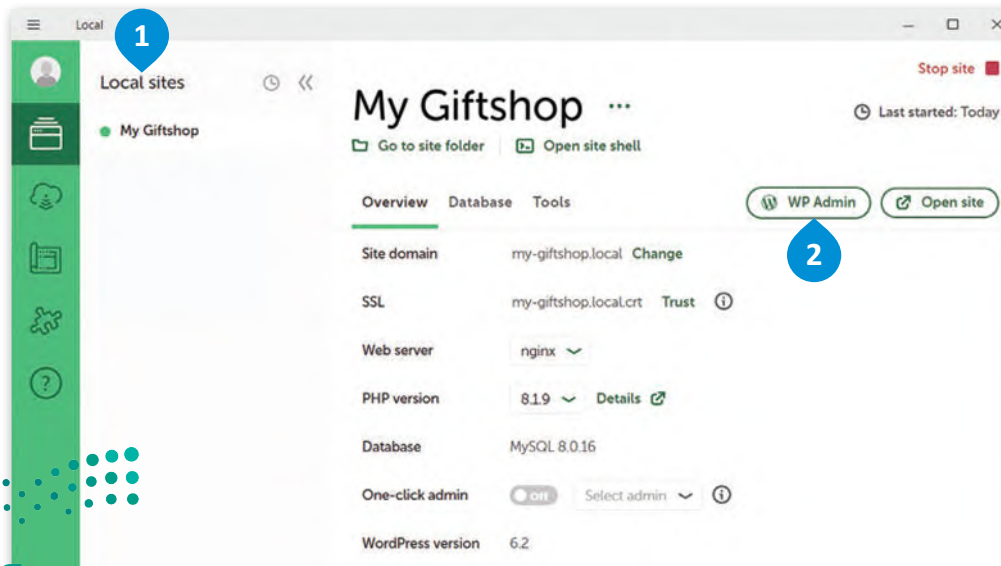 Local
1
Local sites
My Giftshop
Stop site
My Giftshop ...
Last started: Today
Go to site folder
Open site shell
Overview Database Tools
WP Admin
Open site
2
Site domain my-giftshop.local Change
SSL my-giftshop.local.crt Trust
Web server nginx
PHP version 8.1.9 Details
Database MySQL 8.0.16
One-click admin Off Select admin
WordPress version 6.2